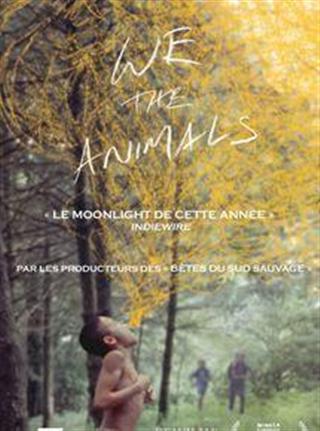 WE
THE
ANIMALS
« LE MOONLIGHT DE CETTE ANNÉE »
INDIEWIRE
PAR LES PRODUCTEURS DES « BÊTES DU SUD SAUVAGE »